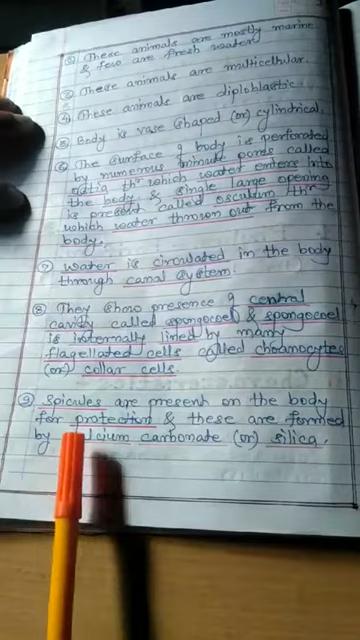 ② These animals are mostly marine
& few are fresh water
③ These animals are multicellular.
④ These animals are diploblastic
⑤ Body is vase shaped (or) cylindrical.
⑥ The surface of body is perforated
by numerous minute pores called
ostia thr which water enters into
the body & single large opening
is present called osculum thr
which water thrown out from the
body.
⑦ water is circulated in the body
through canal system.
⑧ They show presence of central
cavity called spongocoel & spongocoel
is internally lined by many
flagellated cells called choanocytes
(or) collar cells.
⑨ Spicules are present on the body
for protection & these are formed
by lcium carbonate (or) silica.